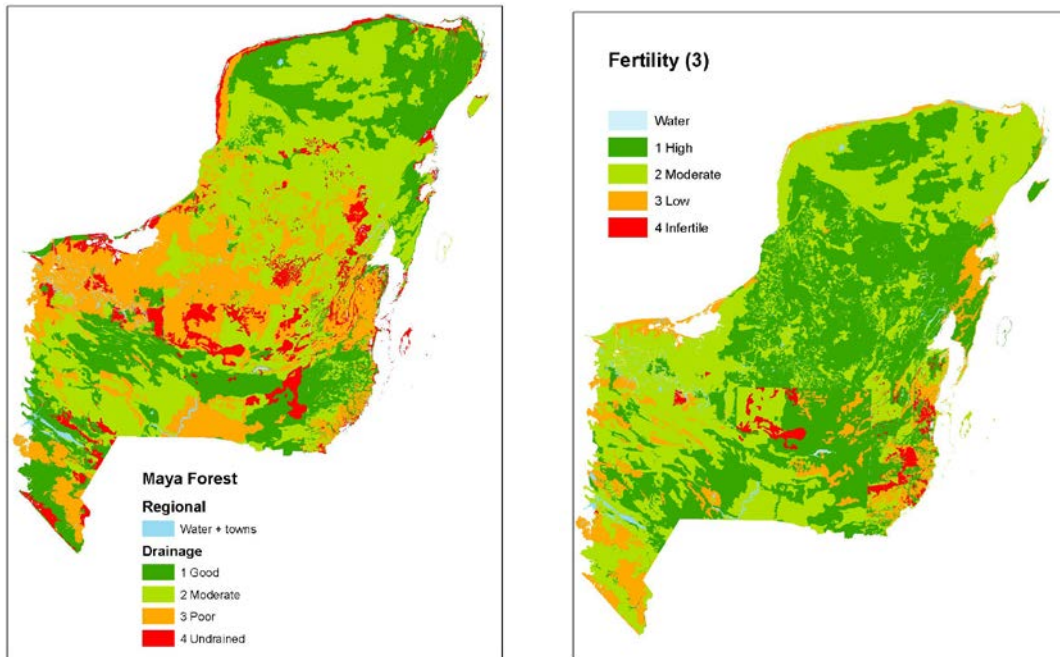 Maya Forest
Regional
Water + towns
Drainage
1 Good
2 Moderate
3 Poor
4 Undrained
Fertility (3)
Water
1 High
2 Moderate
3 Low
4 Infertile